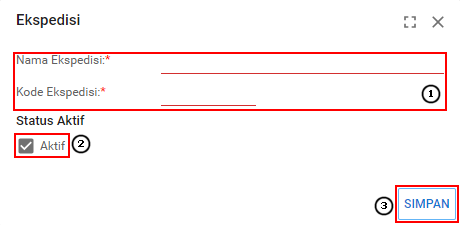 Ekspedisi
Nama Ekspedisi:*
Kode Ekspedisi:*
1
Status Aktif
Aktif 2
3 SIMPAN